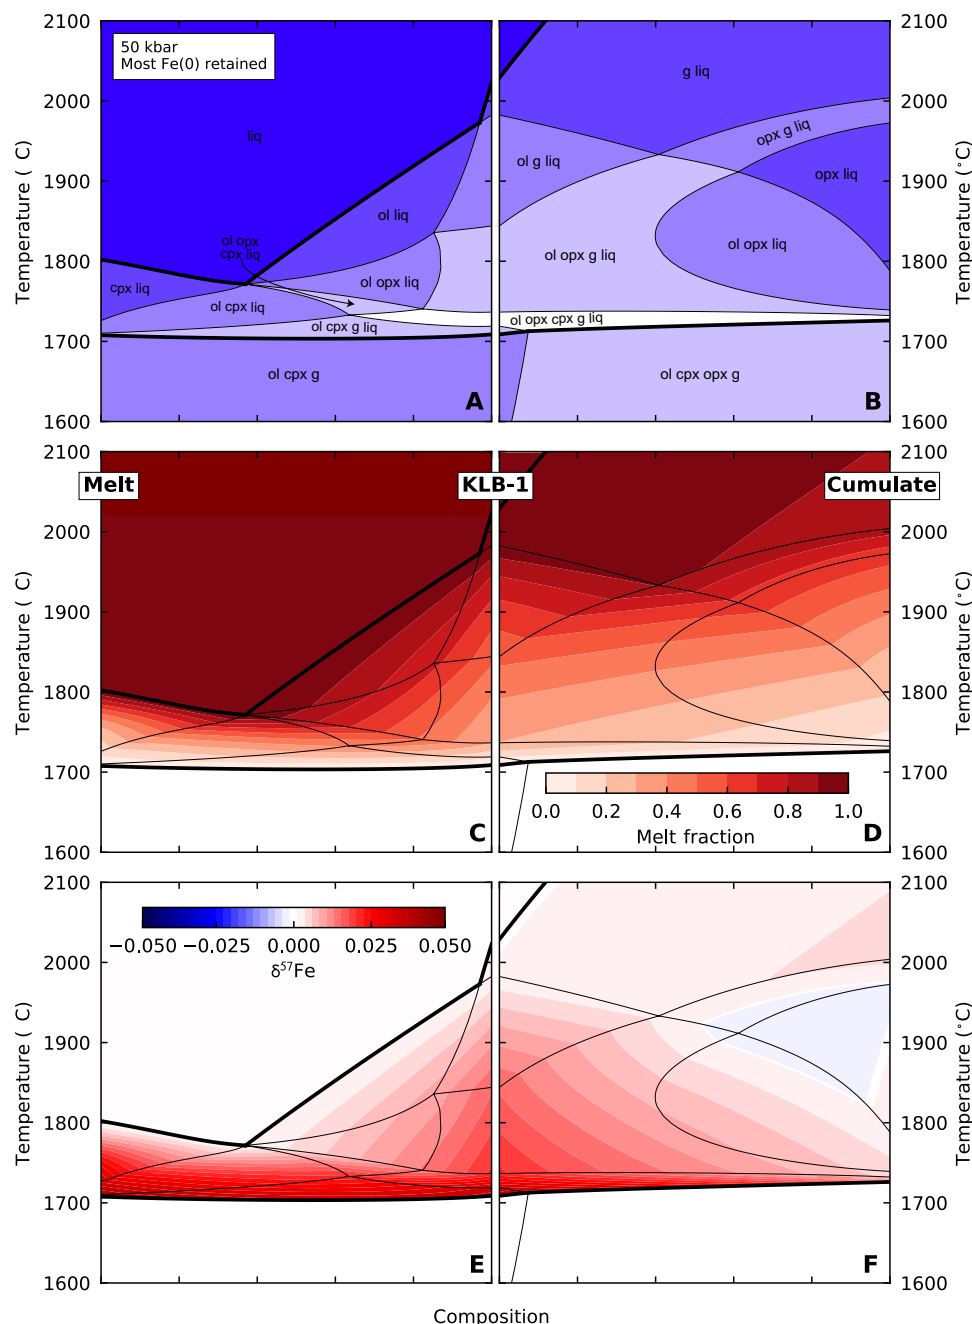 2100
2000
1900
1800
1700
1600
Temperature ( C)
50 kbar
Most Fe(0) retained
liq
ol liq
ol opx
cpx liq
cpx liq
ol opx liq
ol cpx liq
ol cpx g liq
ol cpx g
A
g liq
opx g liq
ol g liq
opx liq
ol opx liq
ol opx g liq
ol opx cpx g liq
ol cpx opx g
B
2100
2000
1900
1800
1700
1600
Temperature (°C)
2100
2000
1900
1800
1700
1600
Temperature ( C)
Melt
KLB-1
Cumulate
C
0.0 0.2 0.4 0.6 0.8 1.0
Melt fraction
D
2100
2000
1900
1800
1700
1600
Temperature (°C)
2100
2000
1900
1800
1700
1600
Temperature ( C)
−0.050 −0.025 0.000 0.025 0.050
δ⁵⁷Fe
E
F
2100
2000
1900
1800
1700
1600
Temperature (°C)
Composition